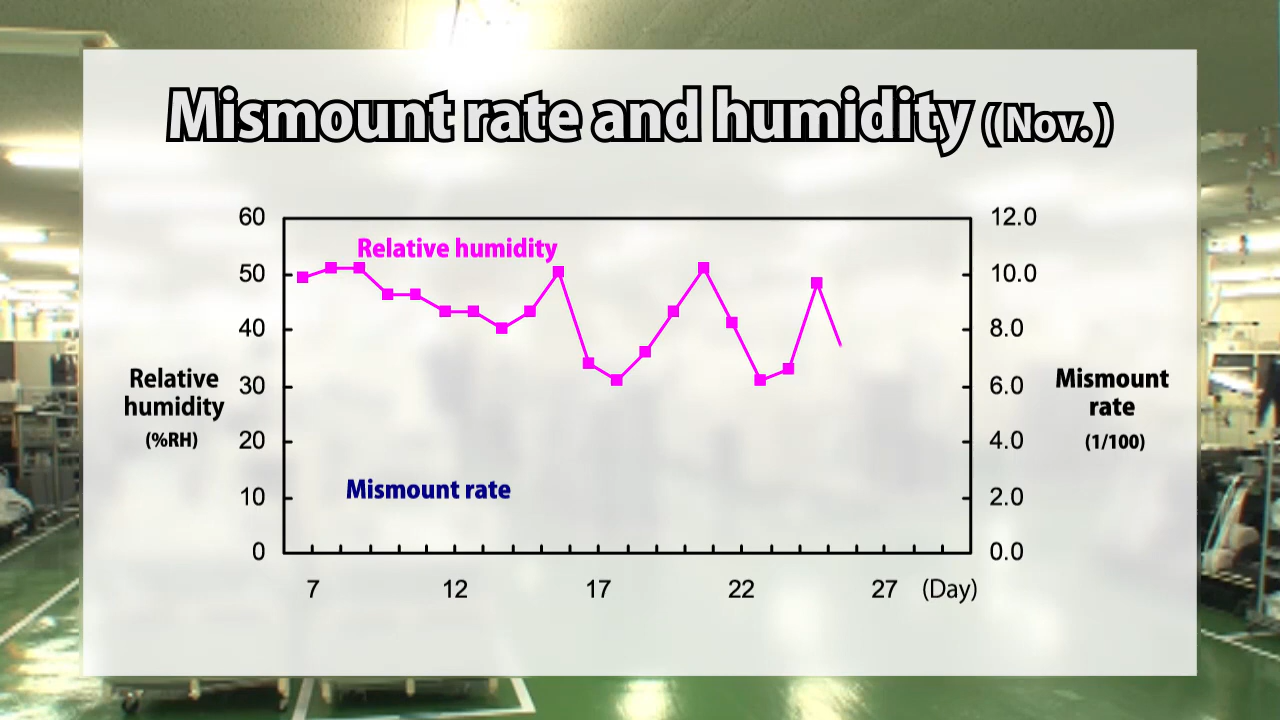 Mismount rate and humidity (Nov.)
60
50
40
30
20
10
0
Relative
humidity
(%RH)
Relative humidity
Mismount rate
12.0
10.0
8.0
6.0
4.0
2.0
0.0
Mismount
rate
(1/100)
7 12 17 22 27 (Day)